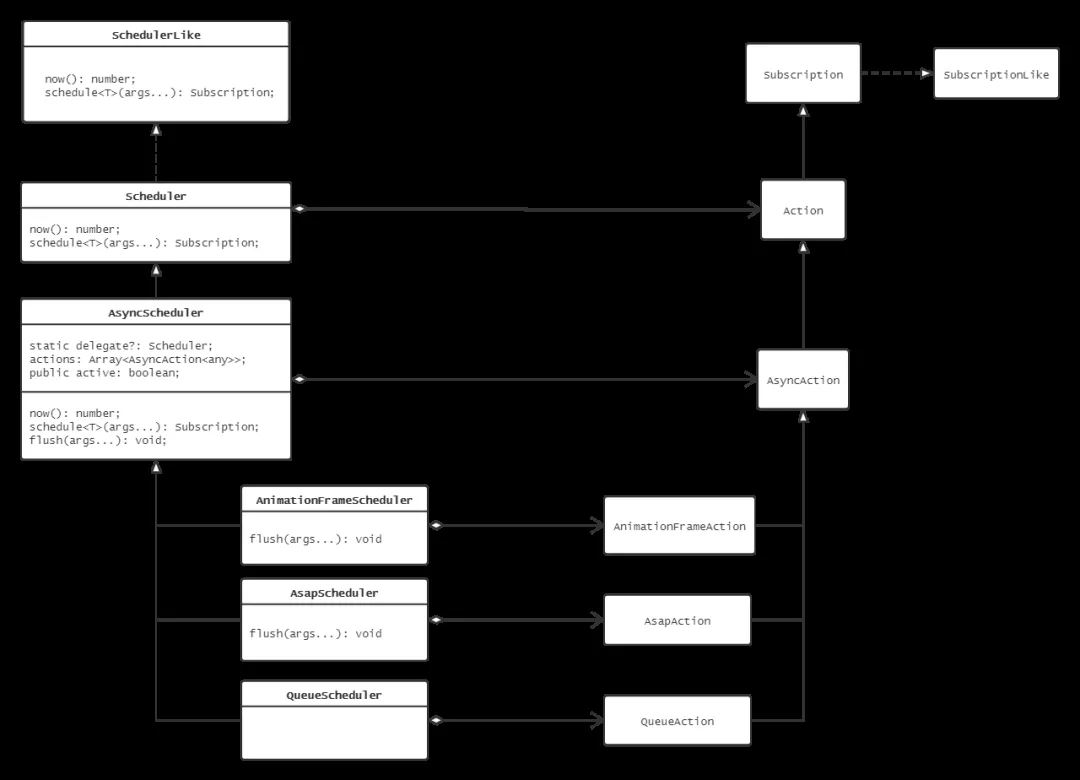 SchedulerLike
now(): number;
schedule<T>(args...): Subscription;
Subscription
SubscriptionLike
Scheduler
now(): number;
schedule<T>(args...): Subscription;
Action
AsyncScheduler
static delegate?: Scheduler;
actions: Array<AsyncAction<any>>;
public active: boolean;
now(): number;
schedule<T>(args...): Subscription;
flush(args...): void;
AsyncAction
AnimationFrameScheduler
flush(args...): void
AnimationFrameAction
AsapScheduler
flush(args...): void
AsapAction
QueueScheduler
QueueAction